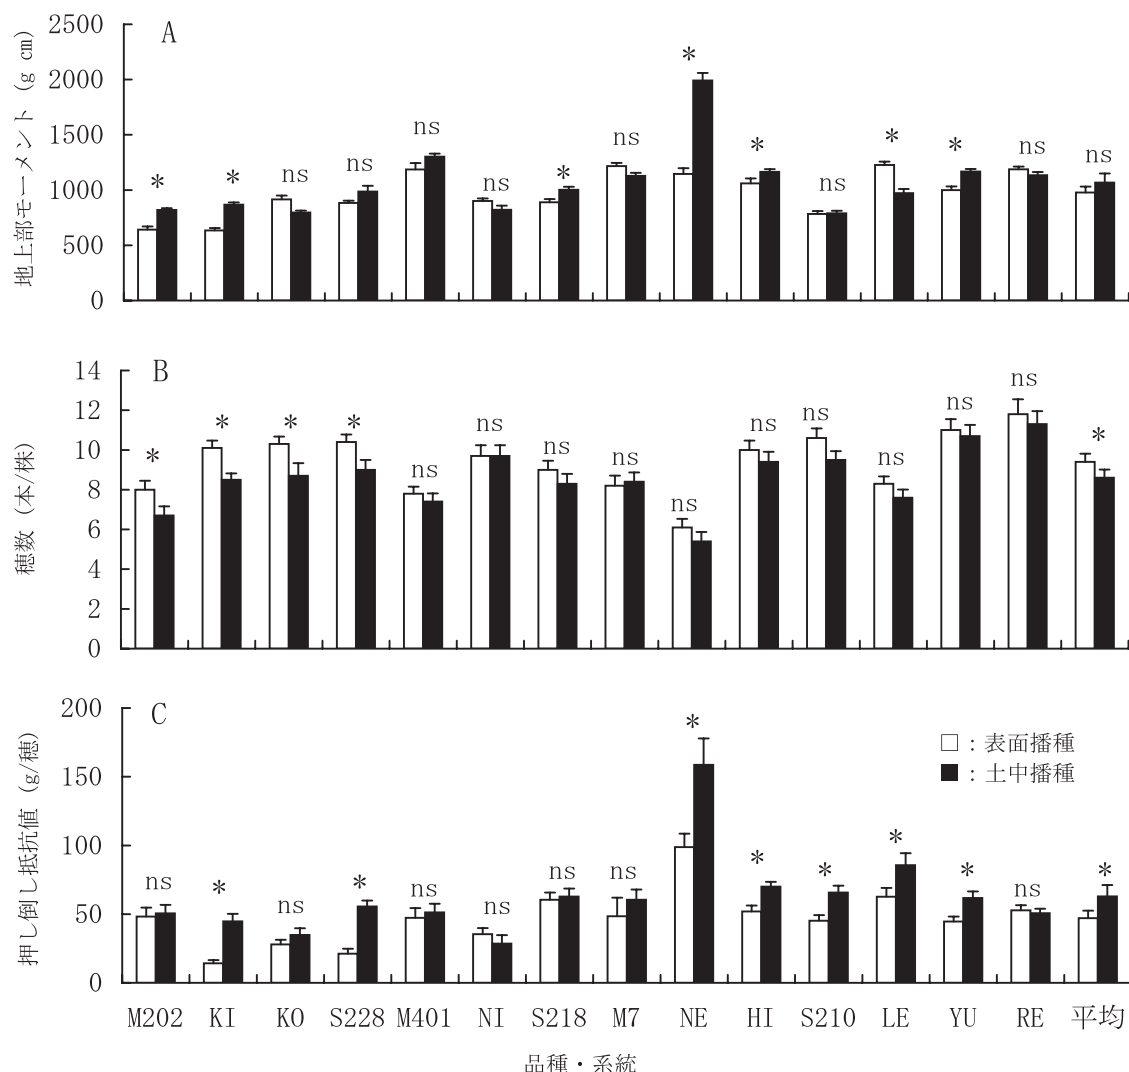 A
地上部モーメント (g cm)
2500
2000
1500
1000
500
0
* * ns ns ns ns * ns * * ns * * ns ns
B
穂数 (本/株)
14
12
10
8
6
4
2
0
* * * * ns ns ns ns ns ns ns ns ns ns *
C
押し倒し抵抗値 (g/穂)
200
150
100
50
0
ns * ns * ns ns ns ns * * * * * ns *
□ : 表面播種
■ : 土中播種
M202 KI KO S228 M401 NI S218 M7 NE HI S210 LE YU RE 平均
品種・系統